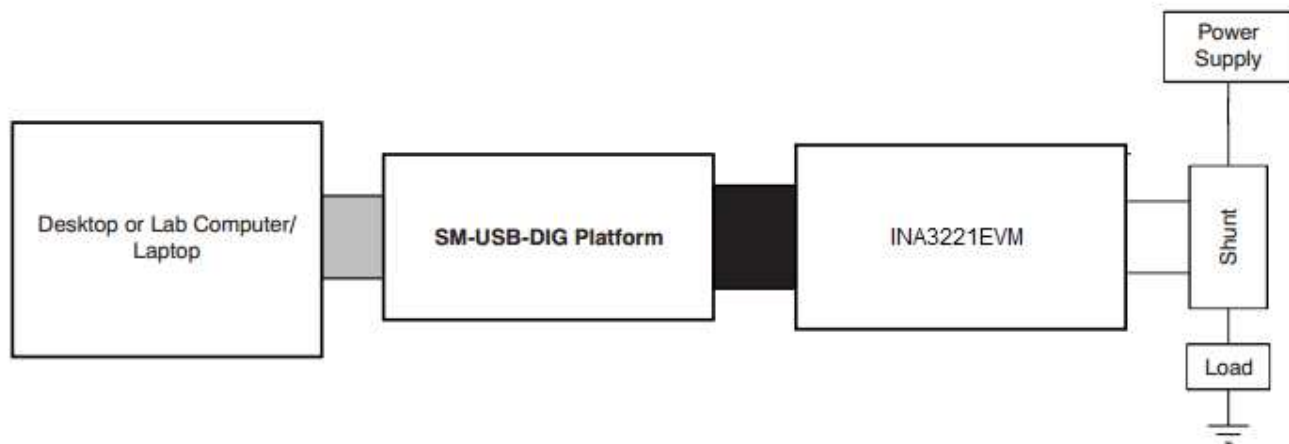 Power
Supply
Desktop or Lab Computer/
Laptop
SM-USB-DIG Platform
INA3221EVM
Shunt
Load